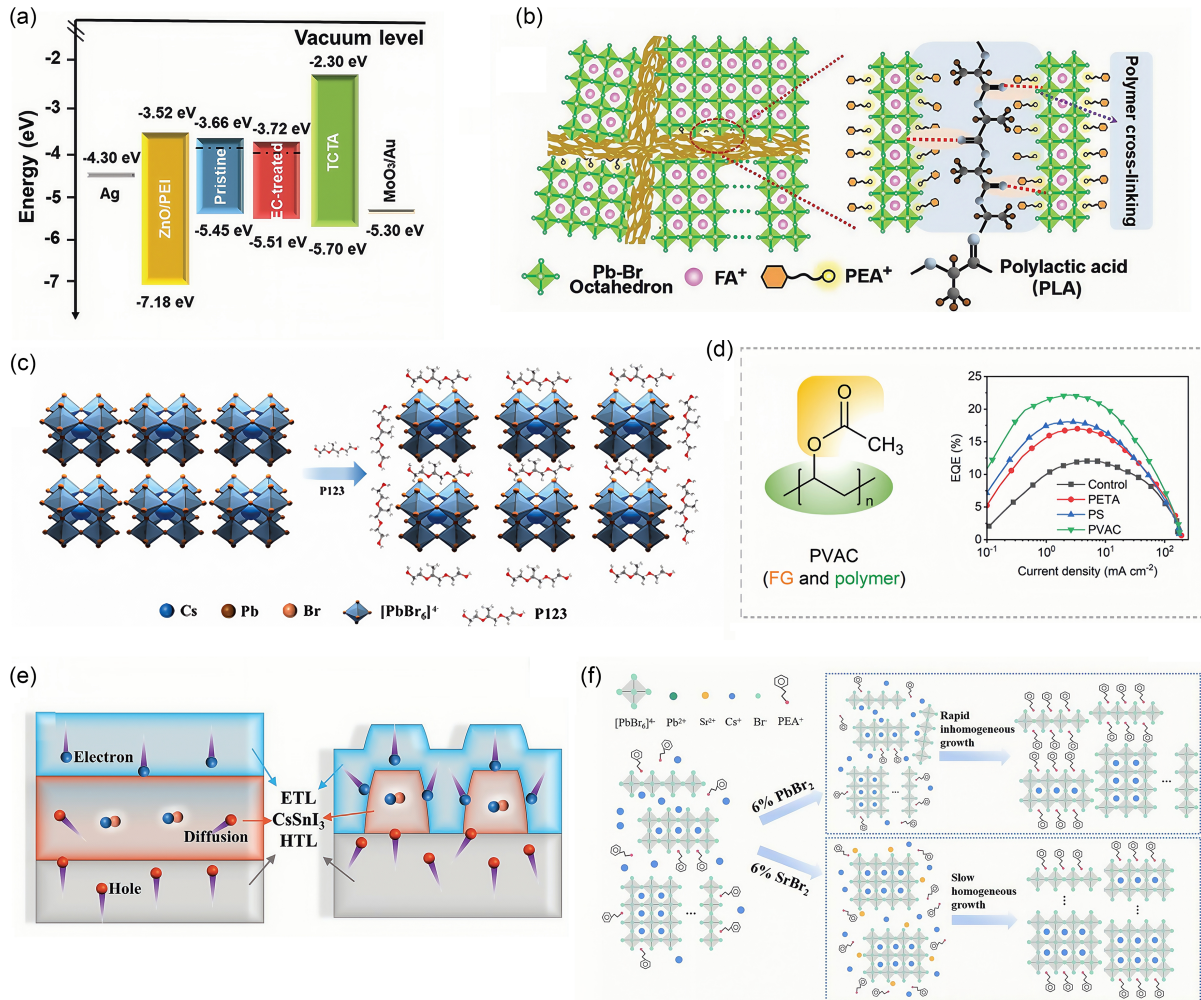 (a)
Vacuum level
Energy (eV)
-2
-3
-4
-5
-6
-7
-4.30 eV
Ag
-3.52 eV
ZnO/PEI
-7.18 eV
-3.66 eV
Pristine
-5.45 eV
-3.72 eV
EC-treated
-5.51 eV
-2.30 eV
TCTA
-5.70 eV
MoO₃/Au
-5.30 eV
(b)
Polymer cross-linking
Pb-Br
Octahedron
FA⁺
PEA⁺
Polylactic acid
(PLA)
(c)
P123
Cs
Pb
Br
[PbBr₆]⁴⁻
P123
(d)
O
O
CH₃
n
PVAC
(FG and polymer)
EQE (%)
25
20
15
10
5
0
Control
PETA
PS
PVAC
10⁻¹
10⁰
10¹
10²
Current density (mA cm⁻²)
(e)
Electron
Diffusion
Hole
ETL
CsSnI₃
HTL
(f)
[PbBr₆]⁴⁻
Pb²⁺
Sr²⁺
Cs⁺
Br⁻
PEA⁺
6% PbBr₂
6% SrBr₂
Rapid
inhomogeneous
growth
Slow
homogeneous
growth